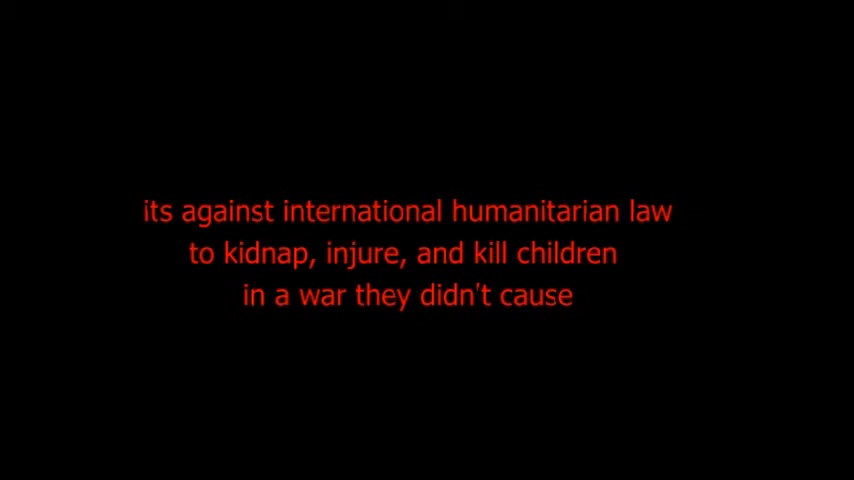 its against international humanitarian law
to kidnap, injure, and kill children
in a war they didn't cause